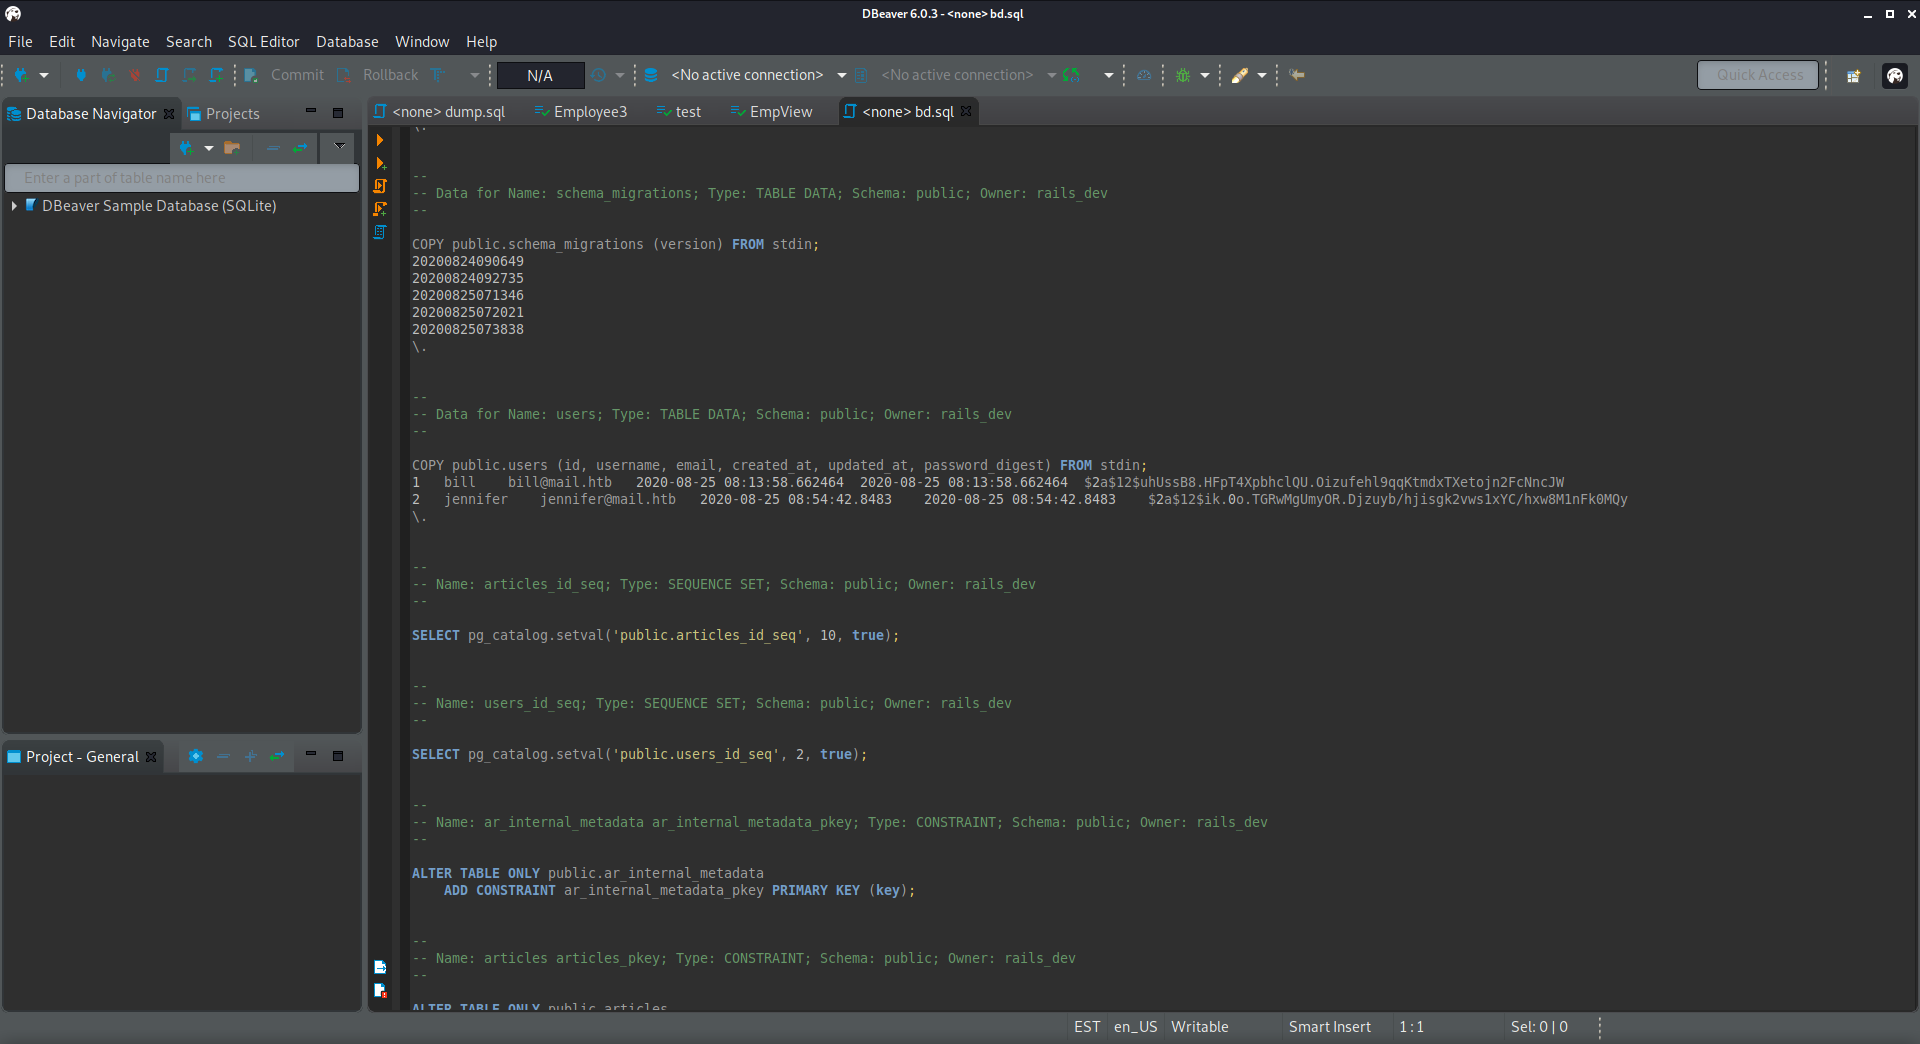 DBeaver 6.0.3 - <none> bd.sql
File Edit Navigate Search SQL Editor Database Window Help
Commit Rollback N/A <No active connection> <No active connection> Quick Access
Database Navigator Projects
<none> dump.sql Employee3 test EmpView <none> bd.sql
Enter a part of table name here
DBeaver Sample Database (SQLite)
Project - General
\.
--
-- Data for Name: schema_migrations; Type: TABLE DATA; Schema: public; Owner: rails_dev
--
COPY public.schema_migrations (version) FROM stdin;
20200824090649
20200824092735
20200825071346
20200825072021
20200825073838
\.
--
-- Data for Name: users; Type: TABLE DATA; Schema: public; Owner: rails_dev
--
COPY public.users (id, username, email, created_at, updated_at, password_digest) FROM stdin;
1 bill bill@mail.htb 2020-08-25 08:13:58.662464 2020-08-25 08:13:58.662464 $2a$12$uhUssB8.HFpT4XpbhclQU.Oizufehl9qqKtmdxTXetojn2FcNncJW
2 jennifer jennifer@mail.htb 2020-08-25 08:54:42.8483 2020-08-25 08:54:42.8483 $2a$12$ik.0o.TGRwMgUmyOR.Djzuyb/hjisgk2vws1xYC/hxw8M1nFk0MQy
\.
--
-- Name: articles_id_seq; Type: SEQUENCE SET; Schema: public; Owner: rails_dev
--
SELECT pg_catalog.setval('public.articles_id_seq', 10, true);
--
-- Name: users_id_seq; Type: SEQUENCE SET; Schema: public; Owner: rails_dev
--
SELECT pg_catalog.setval('public.users_id_seq', 2, true);
--
-- Name: ar_internal_metadata ar_internal_metadata_pkey; Type: CONSTRAINT; Schema: public; Owner: rails_dev
--
ALTER TABLE ONLY public.ar_internal_metadata
ADD CONSTRAINT ar_internal_metadata_pkey PRIMARY KEY (key);
--
-- Name: articles articles_pkey; Type: CONSTRAINT; Schema: public; Owner: rails_dev
--
ALTER TABLE ONLY public.articles
EST en_US Writable Smart Insert 1 : 1 Sel: 0 | 0